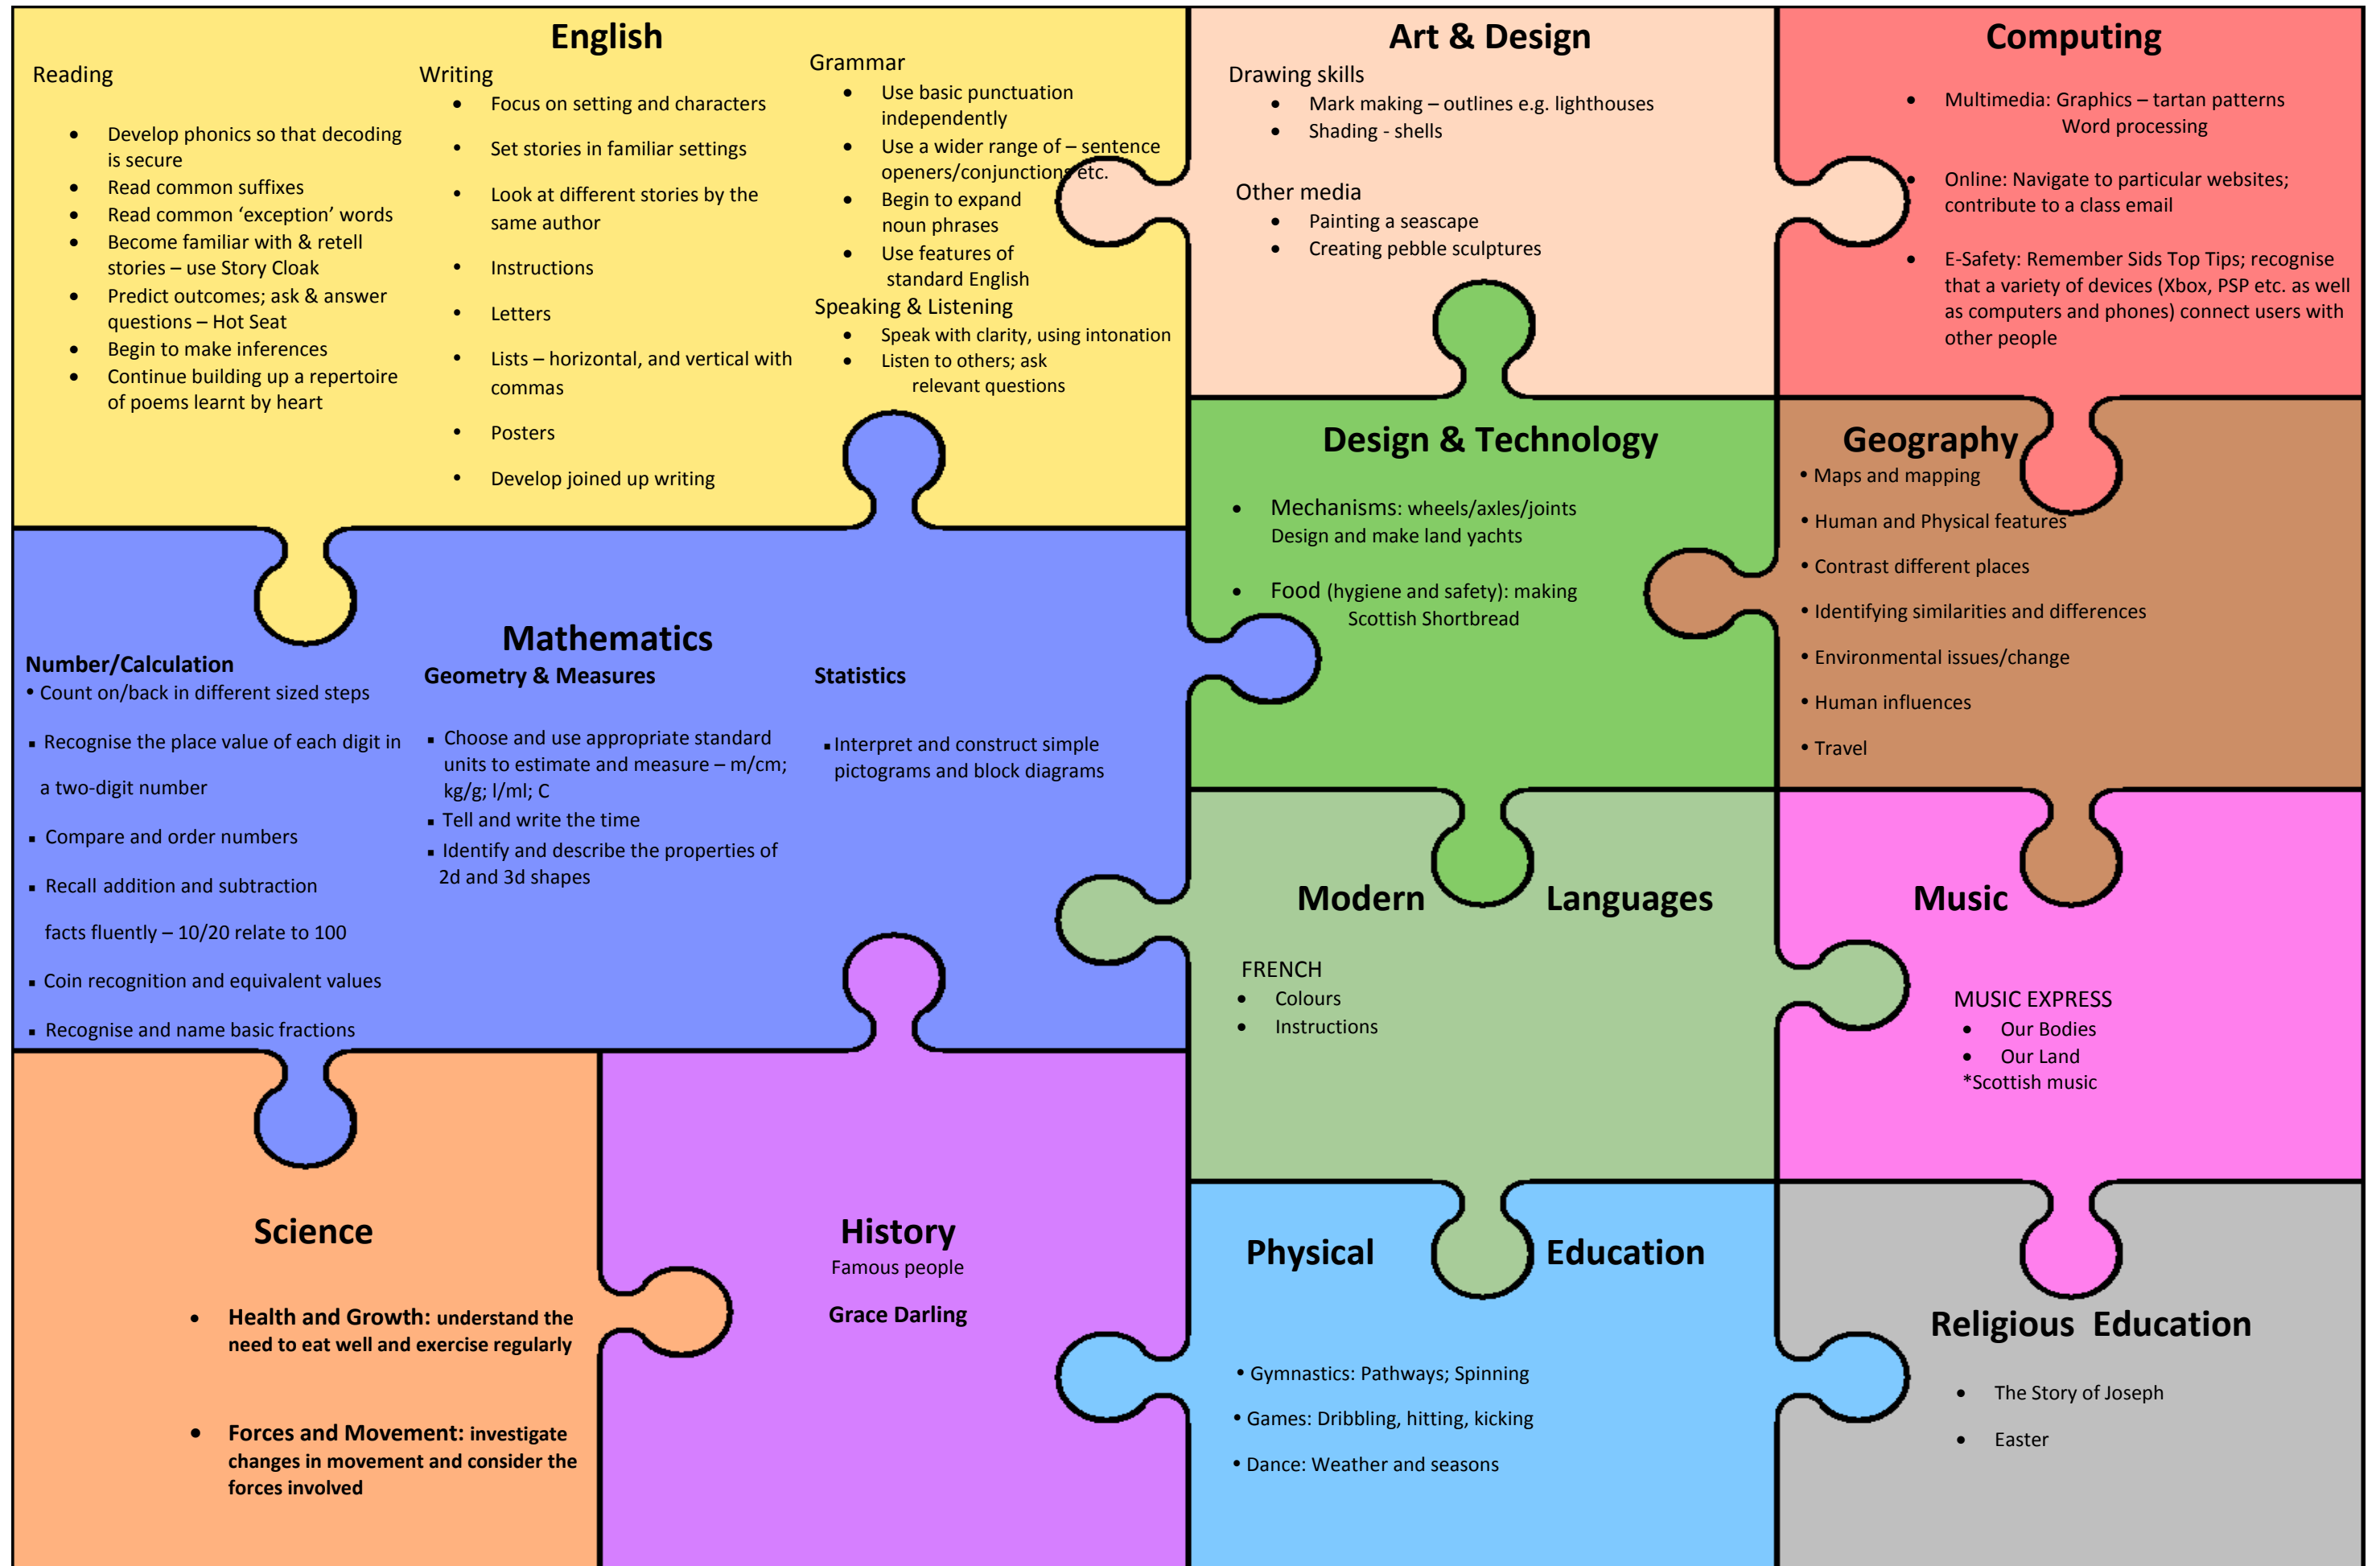 English
Reading
• Develop phonics so that decoding
is secure
• Read common suffixes
• Read common ‘exception’ words
• Become familiar with & retell
stories – use Story Cloak
• Predict outcomes; ask & answer
questions – Hot Seat
• Begin to make inferences
• Continue building up a repertoire
of poems learnt by heart
Writing
• Focus on setting and characters
• Set stories in familiar settings
• Look at different stories by the
same author
• Instructions
• Letters
• Lists – horizontal, and vertical with
commas
• Posters
• Develop joined up writing
Grammar
• Use basic punctuation
independently
• Use a wider range of – sentence
openers/conjunctions etc.
• Begin to expand
noun phrases
• Use features of
standard English
Speaking & Listening
• Speak with clarity, using intonation
• Listen to others; ask
relevant questions
Art & Design
Drawing skills
• Mark making – outlines e.g. lighthouses
• Shading - shells
Other media
• Painting a seascape
• Creating pebble sculptures
Computing
• Multimedia: Graphics – tartan patterns
Word processing
• Online: Navigate to particular websites;
contribute to a class email
• E-Safety: Remember Sids Top Tips; recognise
that a variety of devices (Xbox, PSP etc. as well
as computers and phones) connect users with
other people
Design & Technology
• Mechanisms: wheels/axles/joints
Design and make land yachts
• Food (hygiene and safety): making
Scottish Shortbread
Geography
• Maps and mapping
• Human and Physical features
• Contrast different places
• Identifying similarities and differences
• Environmental issues/change
• Human influences
• Travel
Mathematics
Number/Calculation
• Count on/back in different sized steps
▪ Recognise the place value of each digit in
a two-digit number
▪ Compare and order numbers
▪ Recall addition and subtraction
facts fluently – 10/20 relate to 100
▪ Coin recognition and equivalent values
▪ Recognise and name basic fractions
Geometry & Measures
▪ Choose and use appropriate standard
units to estimate and measure – m/cm;
kg/g; l/ml; C
▪ Tell and write the time
▪ Identify and describe the properties of
2d and 3d shapes
Statistics
▪ Interpret and construct simple
pictograms and block diagrams
Modern Languages
FRENCH
• Colours
• Instructions
Music
MUSIC EXPRESS
• Our Bodies
• Our Land
*Scottish music
Science
• Health and Growth: understand the
need to eat well and exercise regularly
• Forces and Movement: investigate
changes in movement and consider the
forces involved
History
Famous people
Grace Darling
Physical Education
• Gymnastics: Pathways; Spinning
• Games: Dribbling, hitting, kicking
• Dance: Weather and seasons
Religious Education
• The Story of Joseph
• Easter